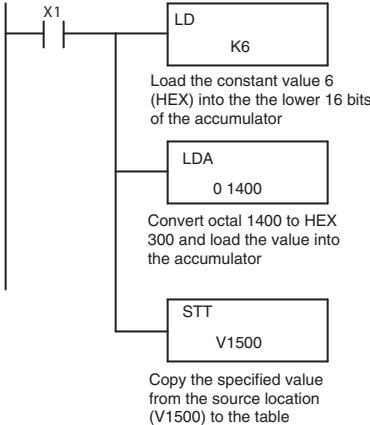 X1
LD
K6
Load the constant value 6
(HEX) into the the lower 16 bits
of the accumulator
LDA
0 1400
Convert octal 1400 to HEX
300 and load the value into
the accumulator
STT
V1500
Copy the specified value
from the source location
(V1500) to the table